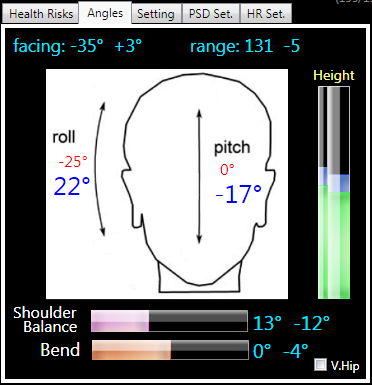 Health Risks Angles Setting PSD Set. HR Set.
facing: -35° +3° range: 131 -5
Height
roll
-25°
22°
pitch
0°
-17°
Shoulder
Balance
13° -12°
Bend 0° -4°
V.Hip